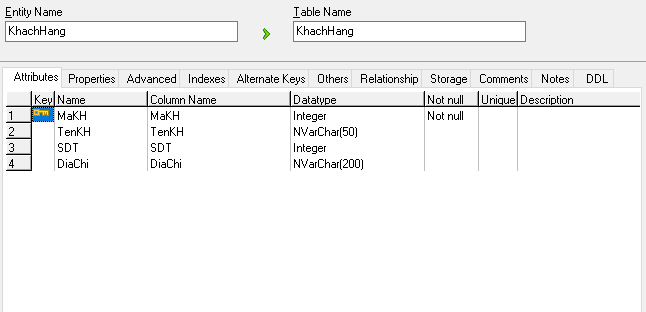 Entity Name Table Name
KhachHang KhachHang
Attributes Properties Advanced Indexes Alternate Keys Others Relationship Storage Comments Notes DDL
Key Name Column Name Datatype Not null Unique Description
1 MaKH MaKH Integer Not null
2 TenKH TenKH NVarChar(50)
3 SDT SDT Integer
4 DiaChi DiaChi NVarChar(200)